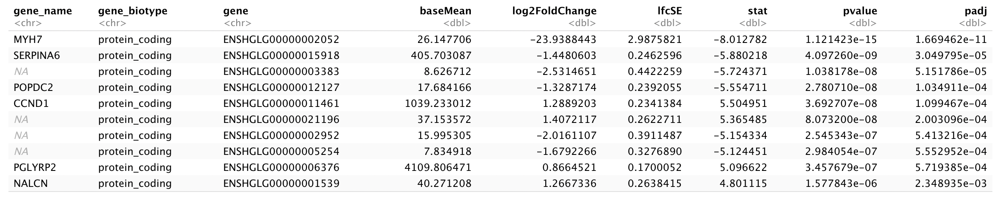 gene_name gene_biotype gene baseMean log2FoldChange lfcSE stat pvalue padj
<chr> <chr> <chr> <dbl> <dbl> <dbl> <dbl> <dbl> <dbl>
MYH7 protein_coding ENSHGLG00000002052 26.147706 -23.9388443 2.9875821 -8.012782 1.121423e-15 1.669462e-11
SERPINA6 protein_coding ENSHGLG00000015918 405.703087 -1.4480603 0.2462596 -5.880218 4.097260e-09 3.049795e-05
NA protein_coding ENSHGLG00000003383 8.626712 -2.5314651 0.4422259 -5.724371 1.038178e-08 5.151786e-05
POPDC2 protein_coding ENSHGLG00000012127 17.684166 -1.3287174 0.2392055 -5.554711 2.780710e-08 1.034911e-04
CCND1 protein_coding ENSHGLG00000011461 1039.233012 1.2889203 0.2341384 5.504951 3.692707e-08 1.099467e-04
NA protein_coding ENSHGLG00000021196 37.153572 1.4072117 0.2622711 5.365485 8.073200e-08 2.003096e-04
NA protein_coding ENSHGLG00000002952 15.995305 -2.0161107 0.3911487 -5.154334 2.545343e-07 5.413216e-04
NA protein_coding ENSHGLG00000005254 7.834918 -1.6792266 0.3276890 -5.124451 2.984054e-07 5.552952e-04
PGLYRP2 protein_coding ENSHGLG00000006376 4109.806471 0.8664521 0.1700052 5.096622 3.457679e-07 5.719385e-04
NALCN protein_coding ENSHGLG00000001539 40.271208 1.2667336 0.2638415 4.801115 1.577843e-06 2.348935e-03